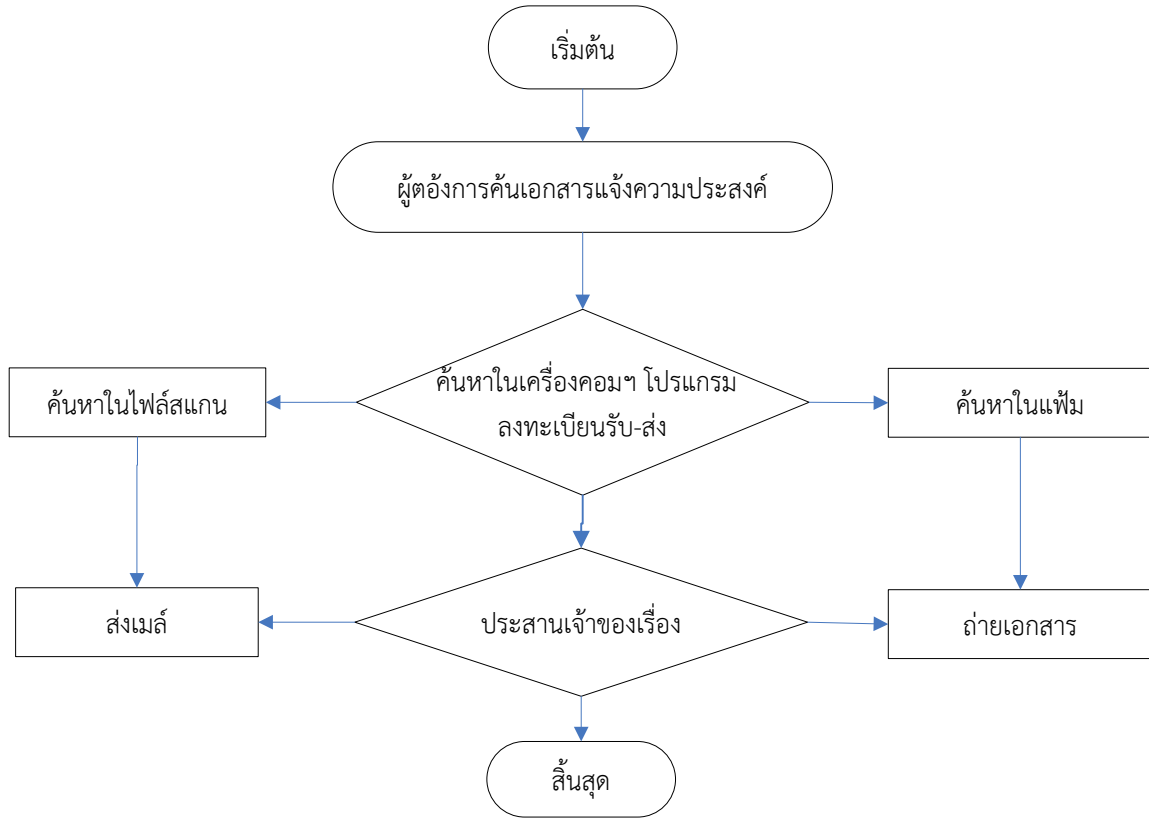 เริ่มต้น
ผู้ตอ้งการค้นเอกสารแจ้งความประสงค์
ค้นหาในเครื่องคอมฯ โปรแกรม
ลงทะเบียนรับ-ส่ง
ค้นหาในไฟล์สแกน
ค้นหาในแฟ้ม
ส่งเมล์
ประสานเจ้าของเรื่อง
ถ่ายเอกสาร
สิ้นสุด